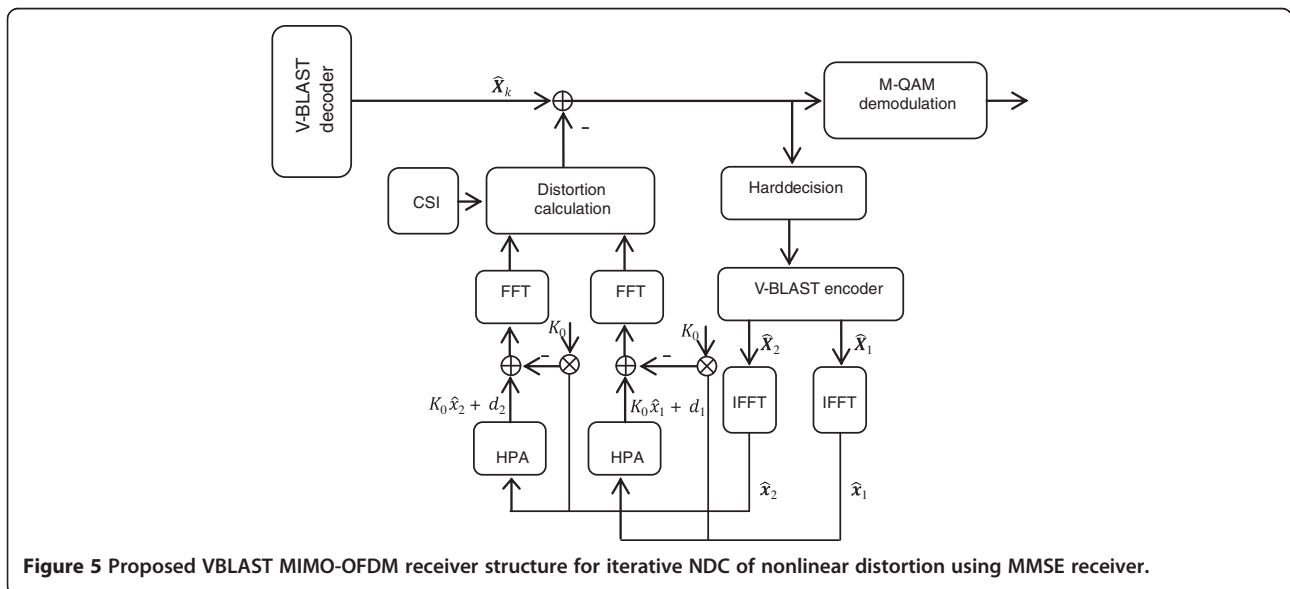 V-BLAST
decoder
X̂ₖ
M-QAM
demodulation
-
CSI
Distortion
calculation
Harddecision
FFT
FFT
V-BLAST encoder
K₀
K₀
X̂₂
X̂₁
-
-
IFFT
IFFT
K₀x̂₂ + d₂
K₀x̂₁ + d₁
HPA
HPA
x̂₂
x̂₁
Figure 5 Proposed VBLAST MIMO-OFDM receiver structure for iterative NDC of nonlinear distortion using MMSE receiver.